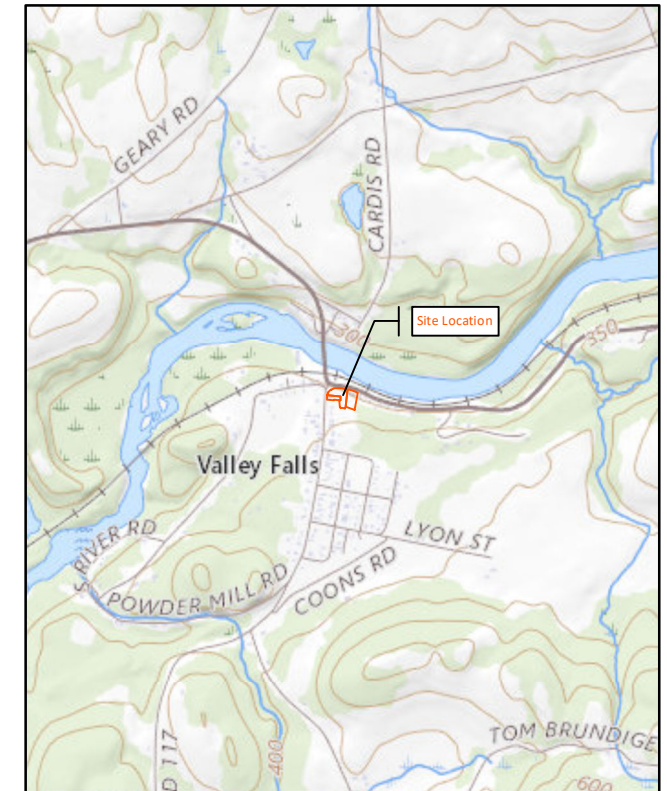 GEARY RD
CARDIS RD
Site Location
300
350
Valley Falls
LYON ST
S RIVER RD
COONS RD
POWDER MILL RD
TOM BRUNDIGE
D 117
400
600